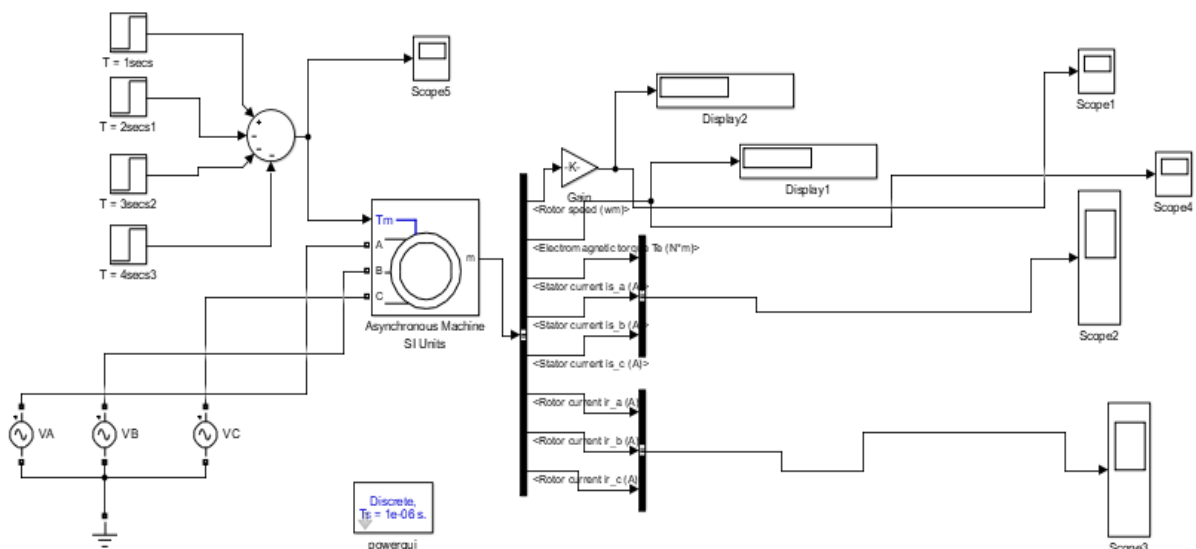 T = 1secs
T = 2secs1
T = 3secs2
T = 4secs3
+
-
-
-
Scope5
Display2
Scope1
-K-
Gain
Display1
Scope4
<Rotor speed (wm)>
<Electromagnetic torque Te (N*m)>
<Stator current is_a (A)>
<Stator current is_b (A)>
<Stator current is_c (A)>
<Rotor current ir_a (A)
<Rotor current ir_b (A)
<Rotor current ir_c (A)
Tm
A
B
C
m
Asynchronous Machine
SI Units
Scope2
VA
VB
VC
Discrete,
Ts = 1e-06 s.
powergui
Scope3